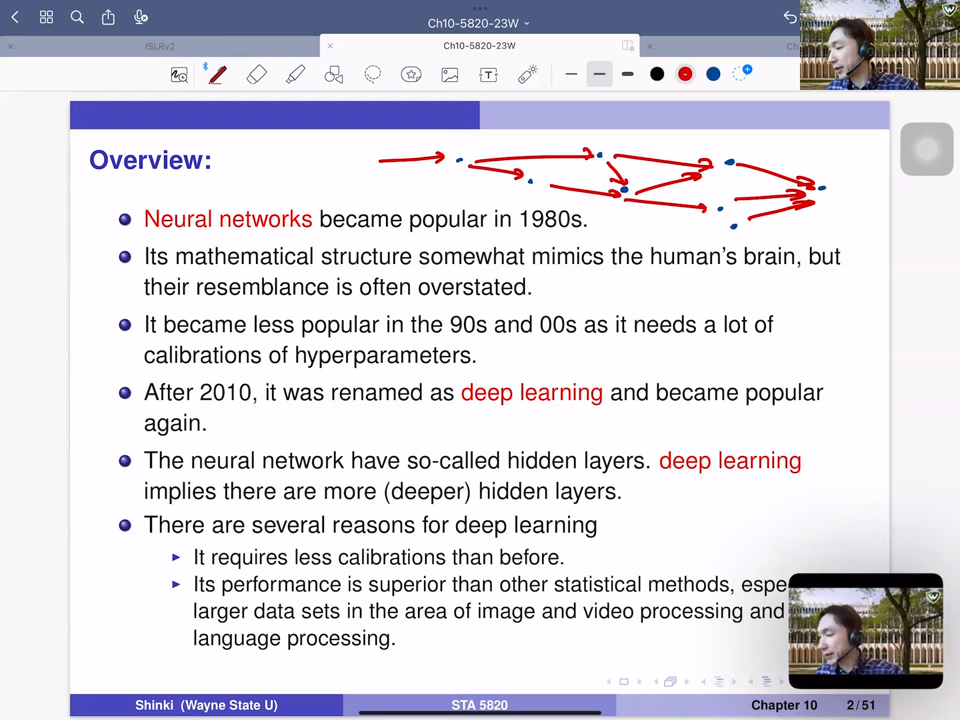 Ch10-5820-23W
ISLRv2
Ch10-5820-23W
Ch
Overview:
Neural networks became popular in 1980s.
Its mathematical structure somewhat mimics the human's brain, but
their resemblance is often overstated.
It became less popular in the 90s and 00s as it needs a lot of
calibrations of hyperparameters.
After 2010, it was renamed as deep learning and became popular
again.
The neural network have so-called hidden layers. deep learning
implies there are more (deeper) hidden layers.
There are several reasons for deep learning
It requires less calibrations than before.
Its performance is superior than other statistical methods, espe
larger data sets in the area of image and video processing and
language processing.
Shinki (Wayne State U)
STA 5820
Chapter 10
2/51